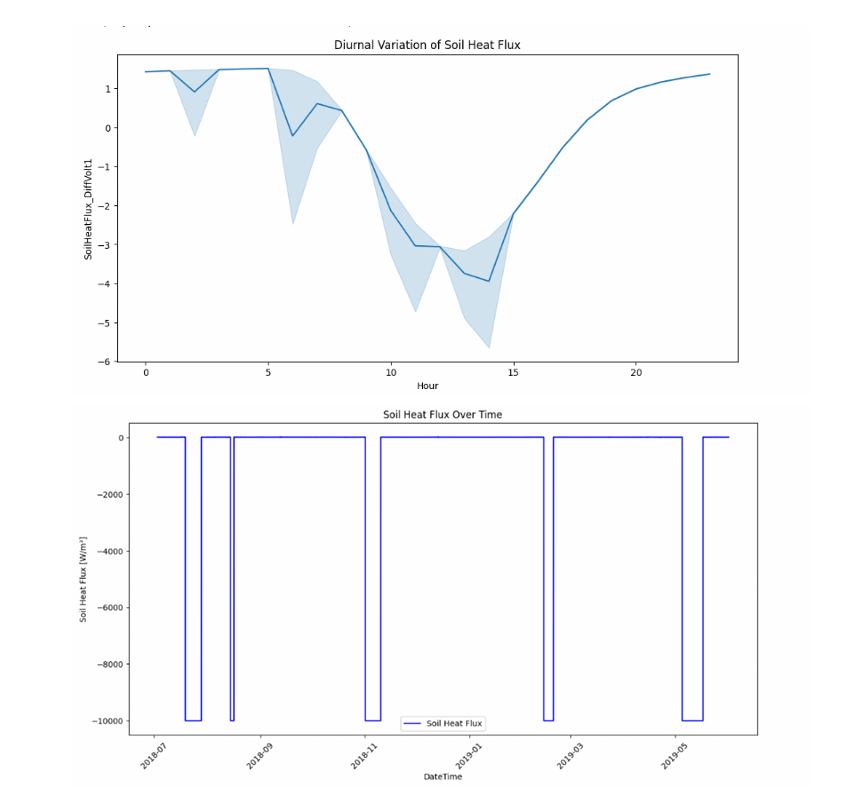 Diurnal Variation of Soil Heat Flux
1
0
−1
−2
−3
−4
−5
−6
SoilHeatFlux_DiffVolt1
0 5 10 15 20
Hour
Soil Heat Flux Over Time
0
−2000
−4000
−6000
−8000
−10000
Soil Heat Flux [W/m²]
Soil Heat Flux
2018-07 2018-09 2018-11 2019-01 2019-03 2019-05
DateTime